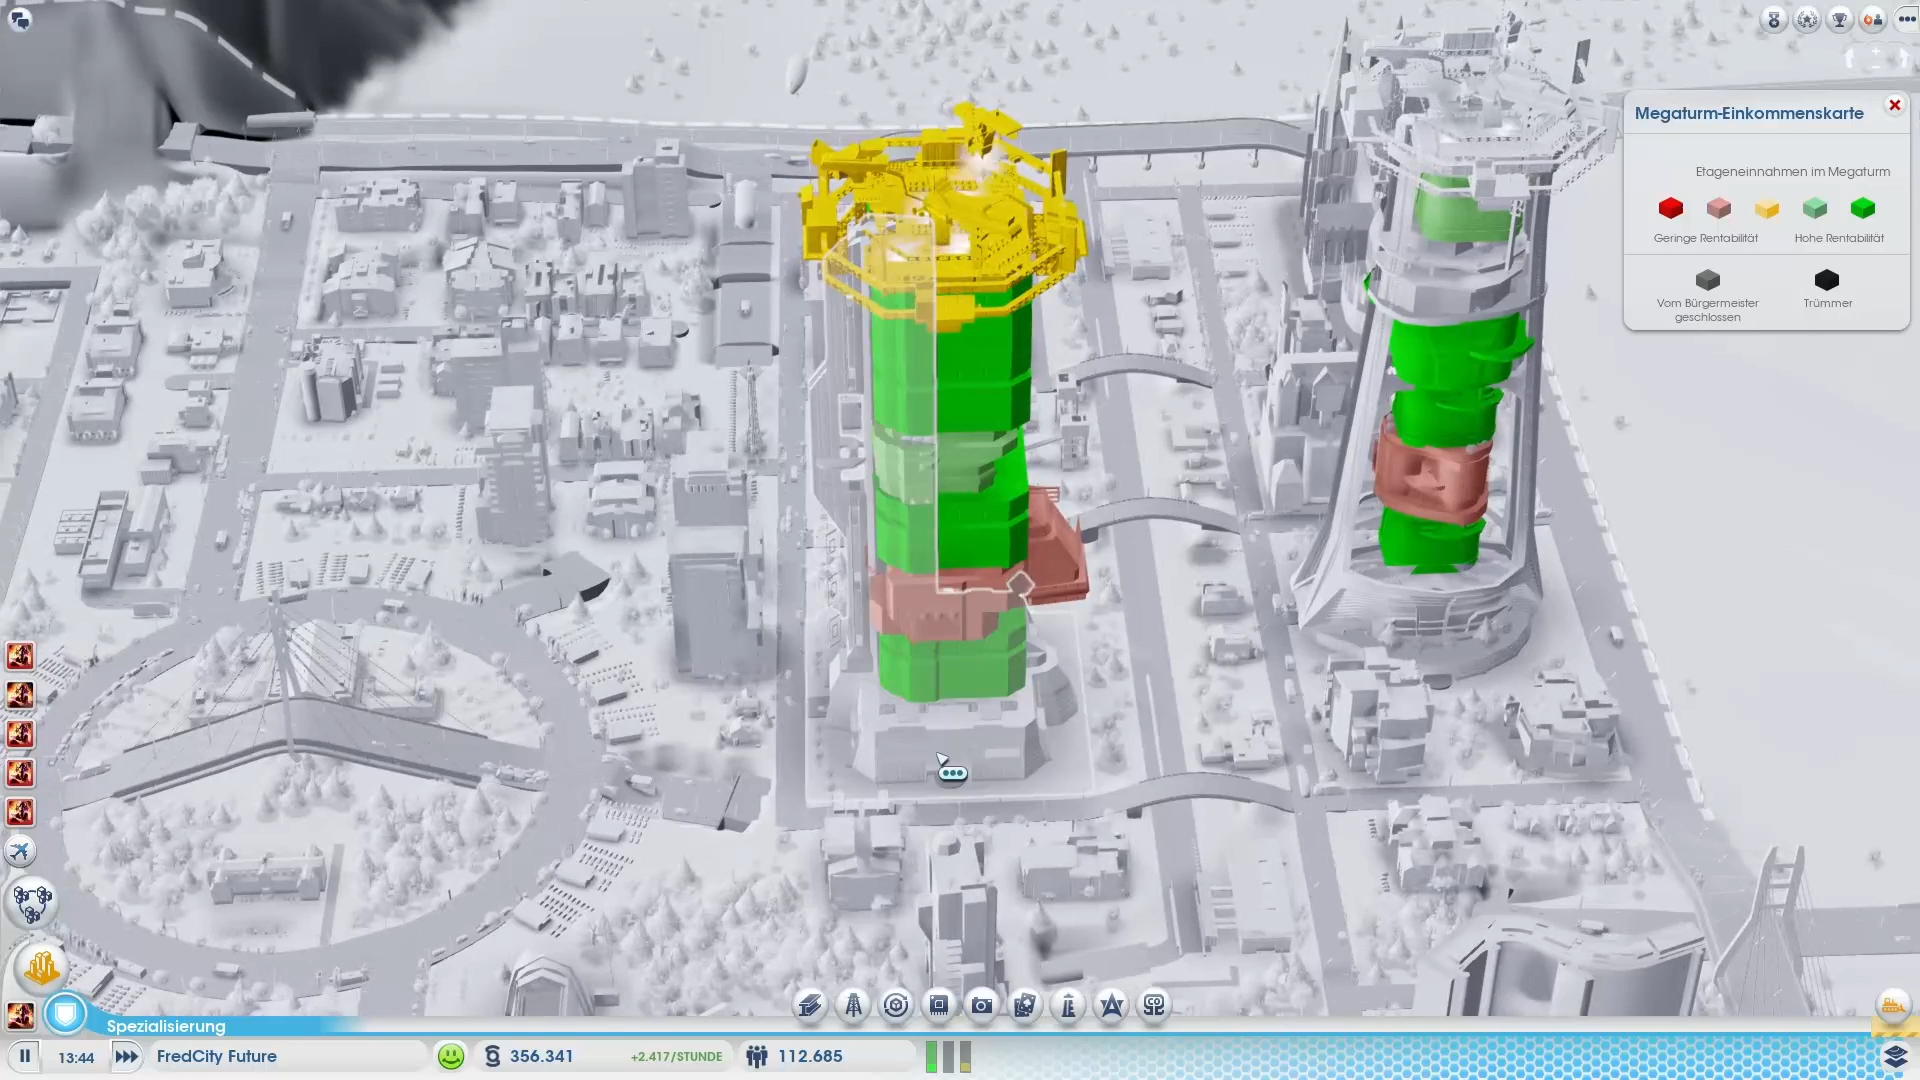 Megaturm-Einkommenskarte
Etageneinnahmen im Megaturm
Geringe Rentabilität
Hohe Rentabilität
Vom Bürgermeister
geschlossen
Trümmer
Spezialisierung
13:44
FredCity Future
356.341
+2.417/STUNDE
112.685